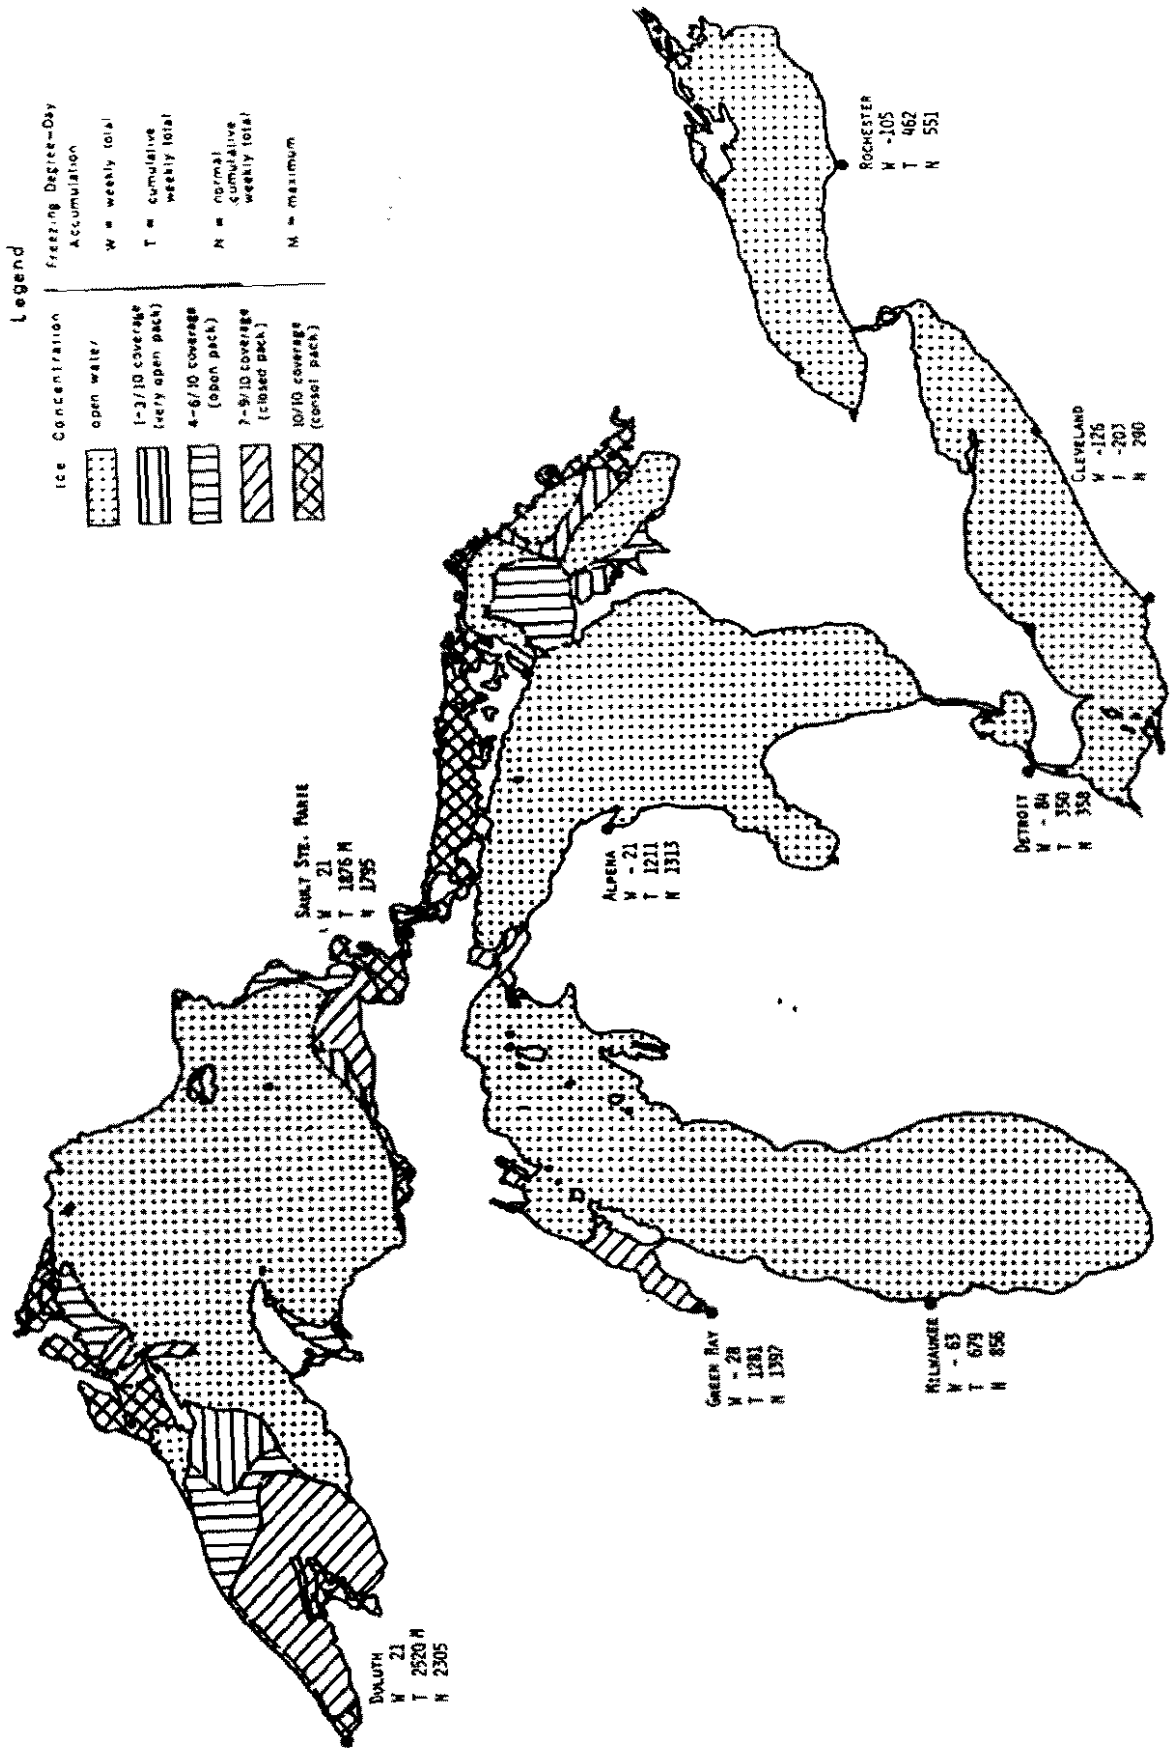 Legend
Ice Concentration
open water
1-3/10 coverage
(very open pack)
4-6/10 coverage
(open pack)
7-9/10 coverage
(closed pack)
10/10 coverage
(consol pack)
Freezing Degree-Day
Accumulation
W = weekly total
T = cumulative
weekly total
N = normal
cumulative
weekly total
M = maximum
DULUTH
W 21
T 2520 M
N 2305
SAULT STE. MARIE
W 21
T 1876 M
N 1795
GREEN BAY
W - 28
T 1281
N 1392
MILWAUKEE
W - 63
T 679
N 856
ALPENA
W - 21
T 1211
N 1313
DETROIT
W - 84
T 350
N 358
CLEVELAND
W -126
T -203
N 290
ROCHESTER
W -105
T 462
N 551